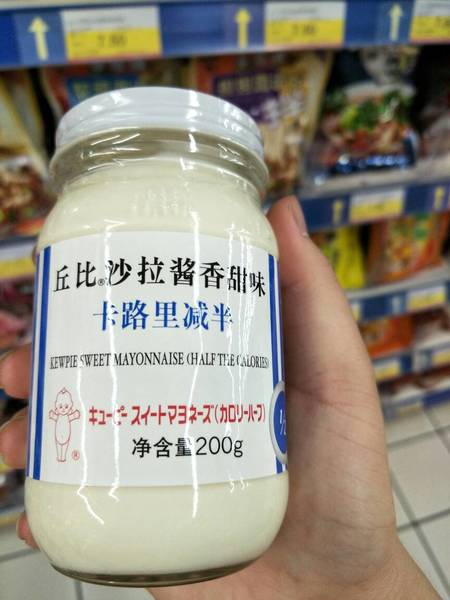 丘比®沙拉酱香甜味
卡路里减半
KEWPIE SWEET MAYONNAISE (HALF THE CALORIES)
キユーピー スイートマヨネーズ(カロリーハーフ)
®
净含量200g